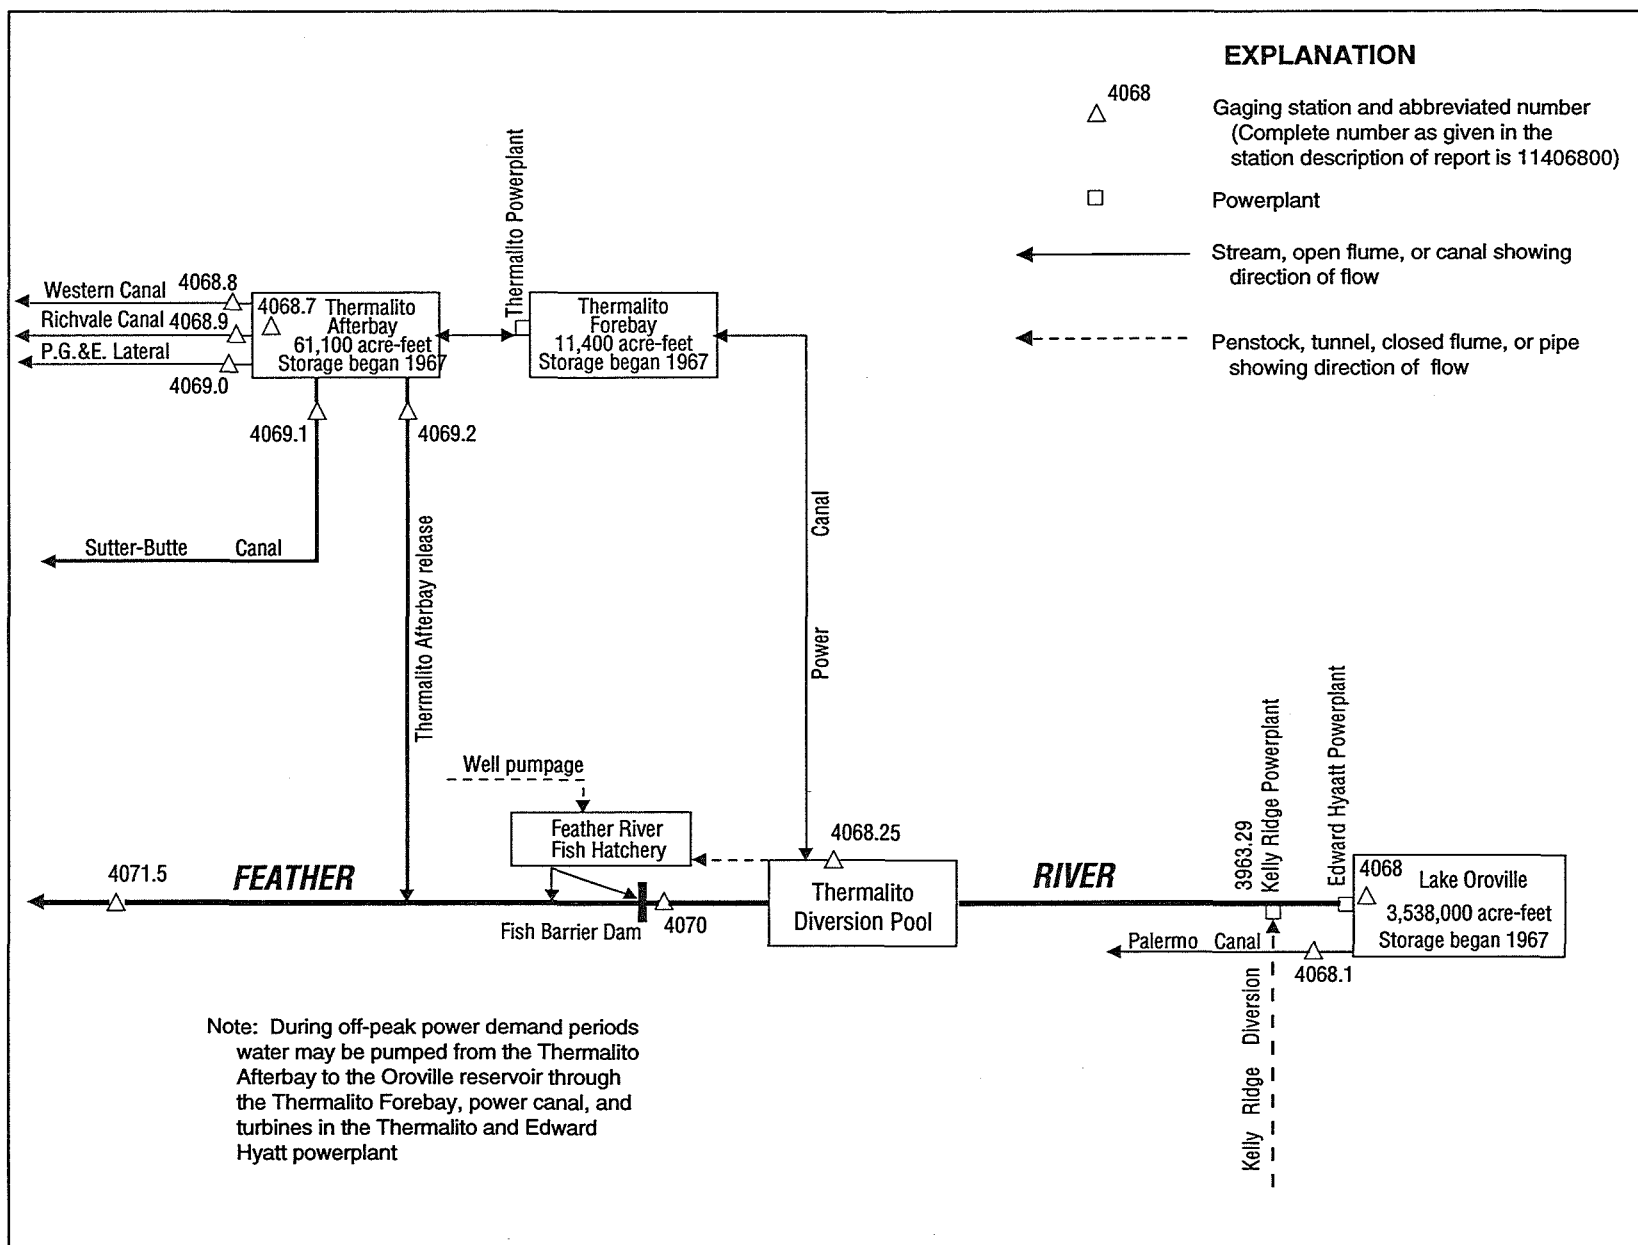 EXPLANATION
4068
Gaging station and abbreviated number
(Complete number as given in the
station description of report is 11406800)
Powerplant
Stream, open flume, or canal showing
direction of flow
Penstock, tunnel, closed flume, or pipe
showing direction of flow
Thermalito Powerplant
Western Canal
4068.8
Richvale Canal
4068.9
P.G.&E. Lateral
4069.0
4068.7
Thermalito
Afterbay
61,100 acre-feet
Storage began 1967
Thermalito
Forebay
11,400 acre-feet
Storage began 1967
4069.1
4069.2
Sutter-Butte Canal
Thermalito Afterbay release
Power Canal
Well pumpage
Feather River
Fish Hatchery
4068.25
Thermalito
Diversion Pool
4071.5
FEATHER
RIVER
Fish Barrier Dam
4070
3963.29
Kelly Ridge Powerplant
Edward Hyaatt Powerplant
4068
Lake Oroville
3,538,000 acre-feet
Storage began 1967
Palermo Canal
4068.1
Kelly Ridge Diversion
Note: During off-peak power demand periods
water may be pumped from the Thermalito
Afterbay to the Oroville reservoir through
the Thermalito Forebay, power canal, and
turbines in the Thermalito and Edward
Hyatt powerplant